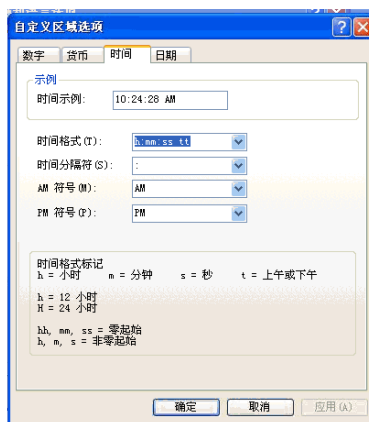 自定义区域选项
数字 货币 时间 日期
示例
时间示例: 10:24:28 AM
时间格式(T): h:mm:ss tt
时间分隔符(S): :
AM 符号(M): AM
PM 符号(P): PM
时间格式标记
h = 小时 m = 分钟 s = 秒 t = 上午或下午
h = 12 小时
H = 24 小时
hh, mm, ss = 零起始
h, m, s = 非零起始
确定 取消 应用(A)